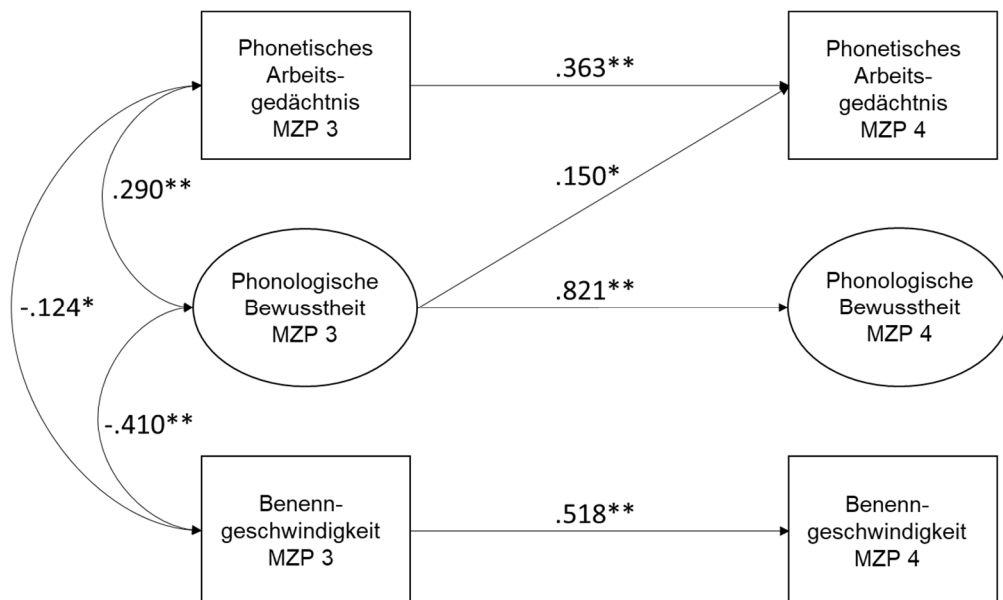 Phonetisches
Arbeits-
gedächtnis
MZP 3
.363**
Phonetisches
Arbeits-
gedächtnis
MZP 4
.290**
.150*
-.124*
Phonologische
Bewusstheit
MZP 3
.821**
Phonologische
Bewusstheit
MZP 4
-.410**
Benenn-
geschwindigkeit
MZP 3
.518**
Benenn-
geschwindigkeit
MZP 4